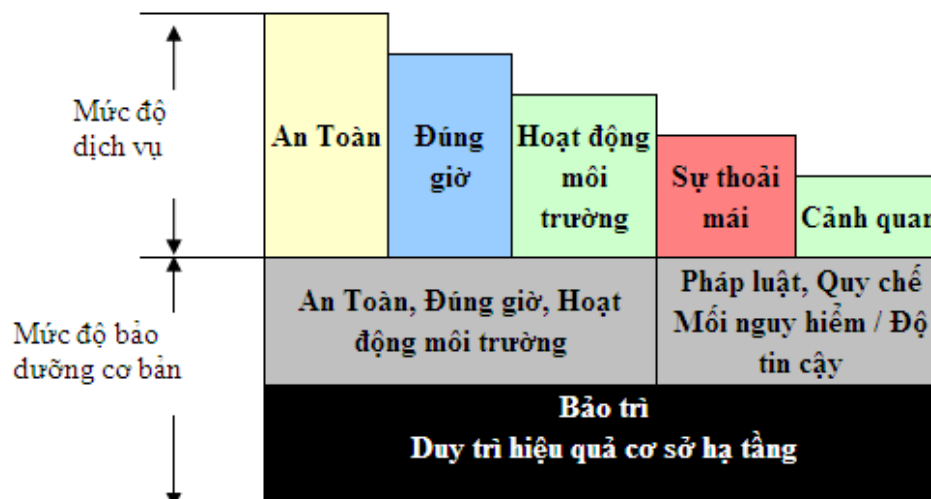 Mức độ
dịch vụ
An Toàn
Đúng
giờ
Hoạt động
môi
trường
Sự thoải
mái
Cảnh quan
Mức độ bảo
dưỡng cơ bản
An Toàn, Đúng giờ, Hoạt
động môi trường
Pháp luật, Quy chế
Mối nguy hiểm / Độ
tin cậy
Bảo trì
Duy trì hiệu quả cơ sở hạ tầng